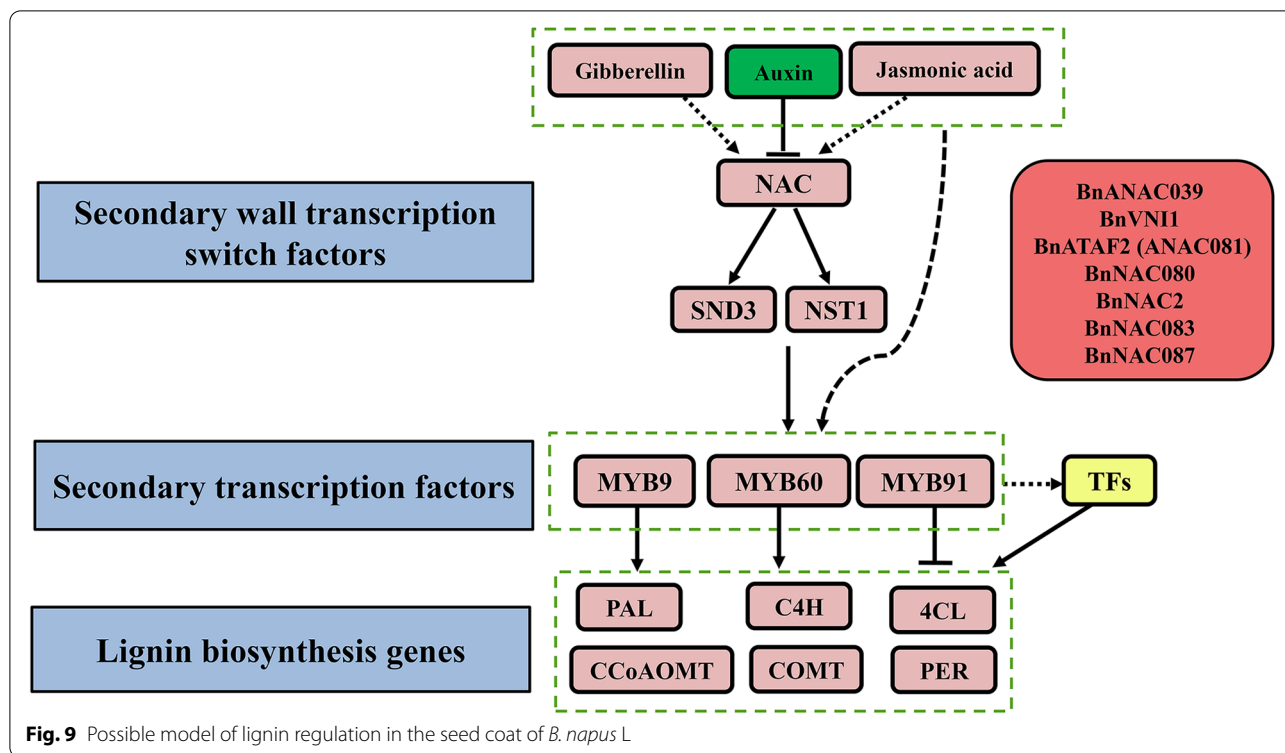 Gibberellin
Auxin
Jasmonic acid
NAC
Secondary wall transcription
switch factors
SND3
NST1
BnANAC039
BnVNI1
BnATAF2 (ANAC081)
BnNAC080
BnNAC2
BnNAC083
BnNAC087
Secondary transcription factors
MYB9
MYB60
MYB91
TFs
Lignin biosynthesis genes
PAL
C4H
4CL
CCoAOMT
COMT
PER
Fig. 9 Possible model of lignin regulation in the seed coat of B. napus L